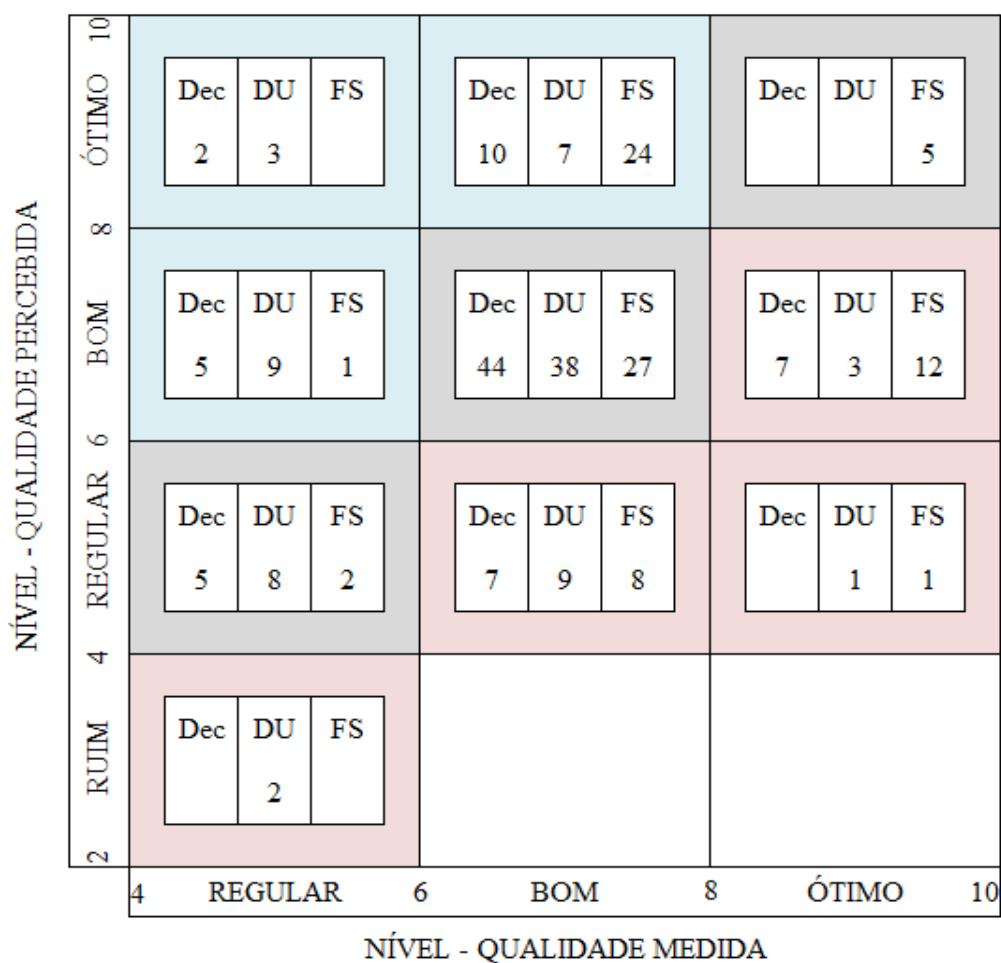 NÍVEL - QUALIDADE PERCEBIDA
10
ÓTIMO
Dec DU FS
2 3
Dec DU FS
10 7 24
Dec DU FS
5
8
BOM
Dec DU FS
5 9 1
Dec DU FS
44 38 27
Dec DU FS
7 3 12
6
REGULAR
Dec DU FS
5 8 2
Dec DU FS
7 9 8
Dec DU FS
1 1
4
RUIM
Dec DU FS
2
2
4 REGULAR 6 BOM 8 ÓTIMO 10
NÍVEL - QUALIDADE MEDIDA